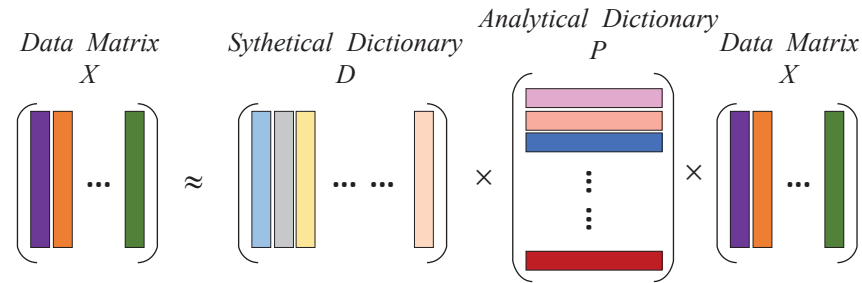 Data Matrix
X
Sythetical Dictionary
D
Analytical Dictionary
P
Data Matrix
X
... ≈ ... ... × ... ... × ...